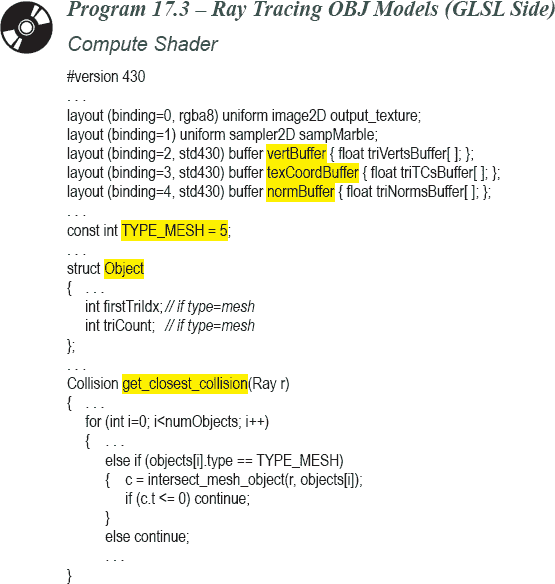 Program 17.3 – Ray Tracing OBJ Models (GLSL Side)
Compute Shader
#version 430
. . .
layout (binding=0, rgba8) uniform image2D output_texture;
layout (binding=1) uniform sampler2D sampMarble;
layout (binding=2, std430) buffer vertBuffer { float triVertsBuffer[ ]; };
layout (binding=3, std430) buffer texCoordBuffer { float triTCsBuffer[ ]; };
layout (binding=4, std430) buffer normBuffer { float triNormsBuffer[ ]; };
. . .
const int TYPE_MESH = 5;
. . .
struct Object
{ . . .
int firstTriIdx; // if type=mesh
int triCount; // if type=mesh
};
. . .
Collision get_closest_collision(Ray r)
{ . . .
for (int i=0; i<numObjects; i++)
{ . . .
else if (objects[i].type == TYPE_MESH)
{ c = intersect_mesh_object(r, objects[i]);
if (c.t <= 0) continue;
}
else continue;
. . .
}